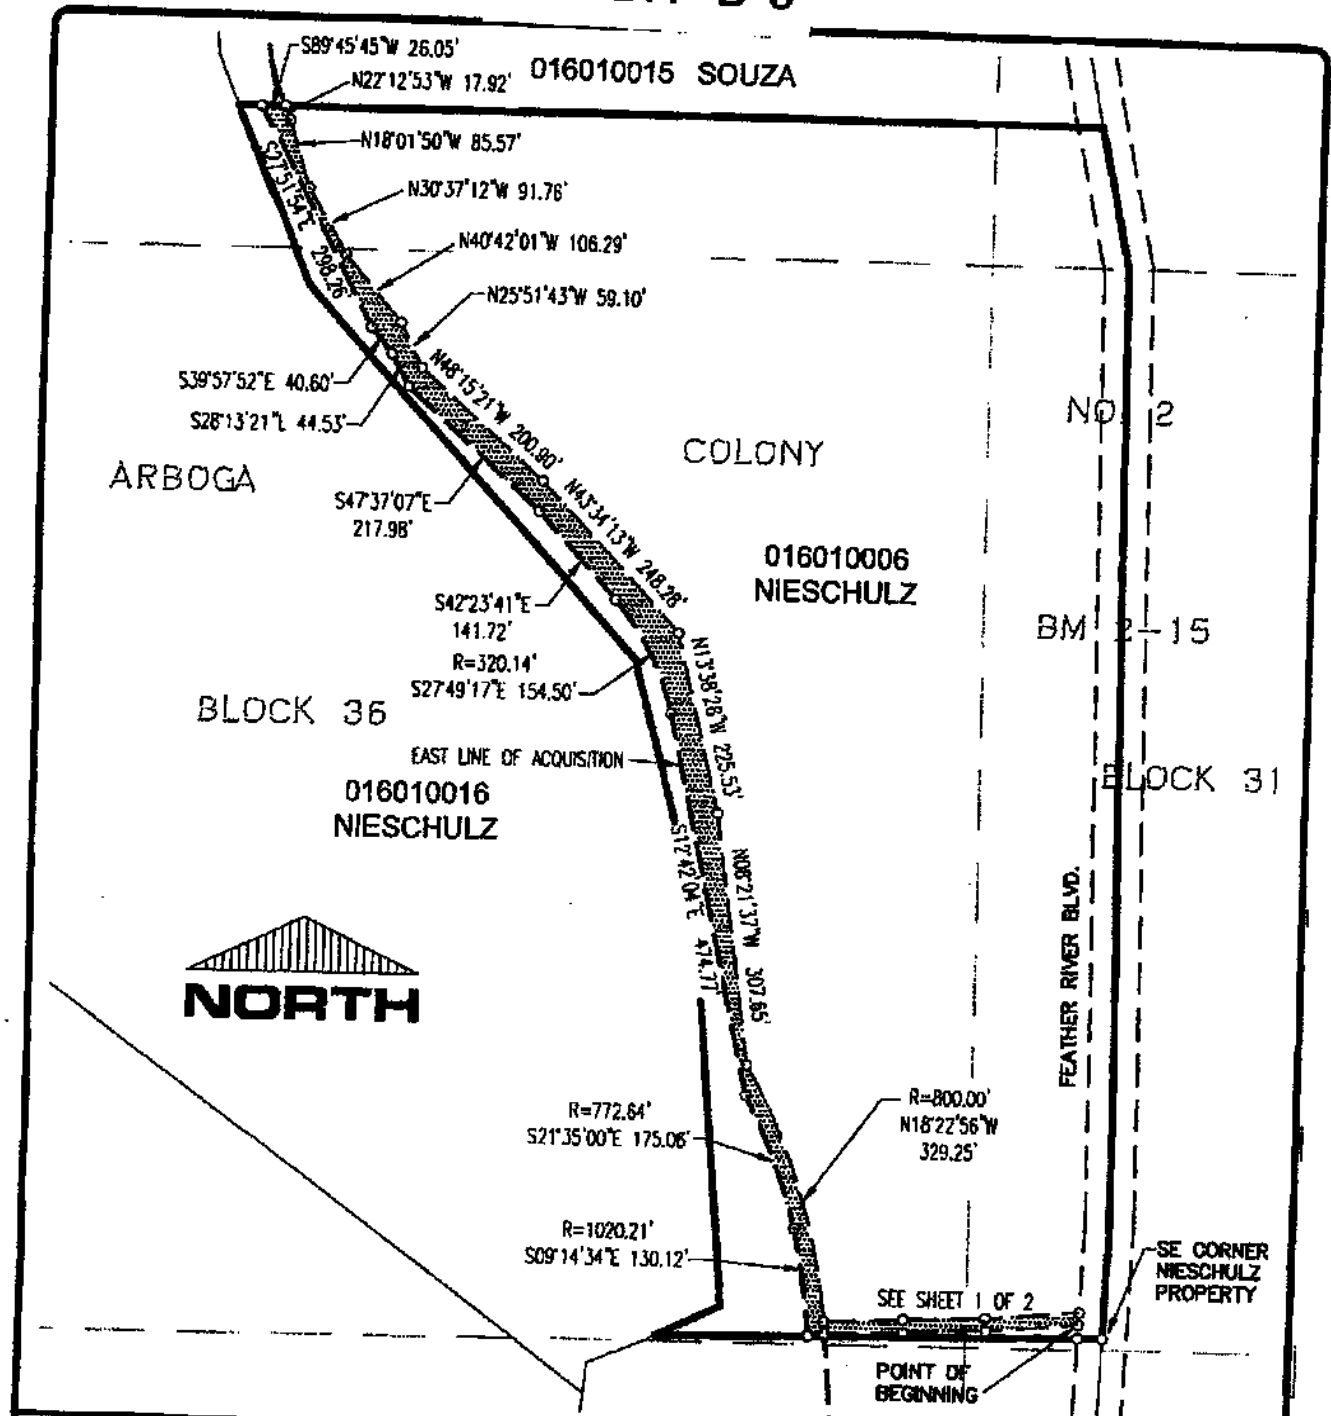 S89°45'45"W 26.05'
016010015 SOUZA
N22°12'53"W 17.92'
N18°01'50"W 85.57'
S27°51'54"E 298.76'
N30°37'12"W 91.76'
N40°42'01"W 106.29'
N25°51'43"W 59.10'
S39°57'52"E 40.60'
S28°13'21"E 44.53'
N48°15'21"W 200.90'
NO. 2
COLONY
ARBOGA
S47°37'07"E
217.98'
N43°34'13"W 248.28'
016010006
NIESCHULZ
S42°23'41"E
141.72'
BM 2-15
R=320.14'
S27°49'17"E 154.50'
N13°38'28"W 225.53'
BLOCK 36
EAST LINE OF ACQUISITION
BLOCK 31
016010016
NIESCHULZ
S12°42'04"E 474.77'
N08°21'37"W 307.65'
FEATHER RIVER BLVD.
NORTH
R=772.64'
S21°35'00"E 175.06'
R=800.00'
N18°22'56"W
329.25'
R=1020.21'
S09°14'34"E 130.12'
SE CORNER
NIESCHULZ
PROPERTY
SEE SHEET 1 OF 2
POINT OF
BEGINNING